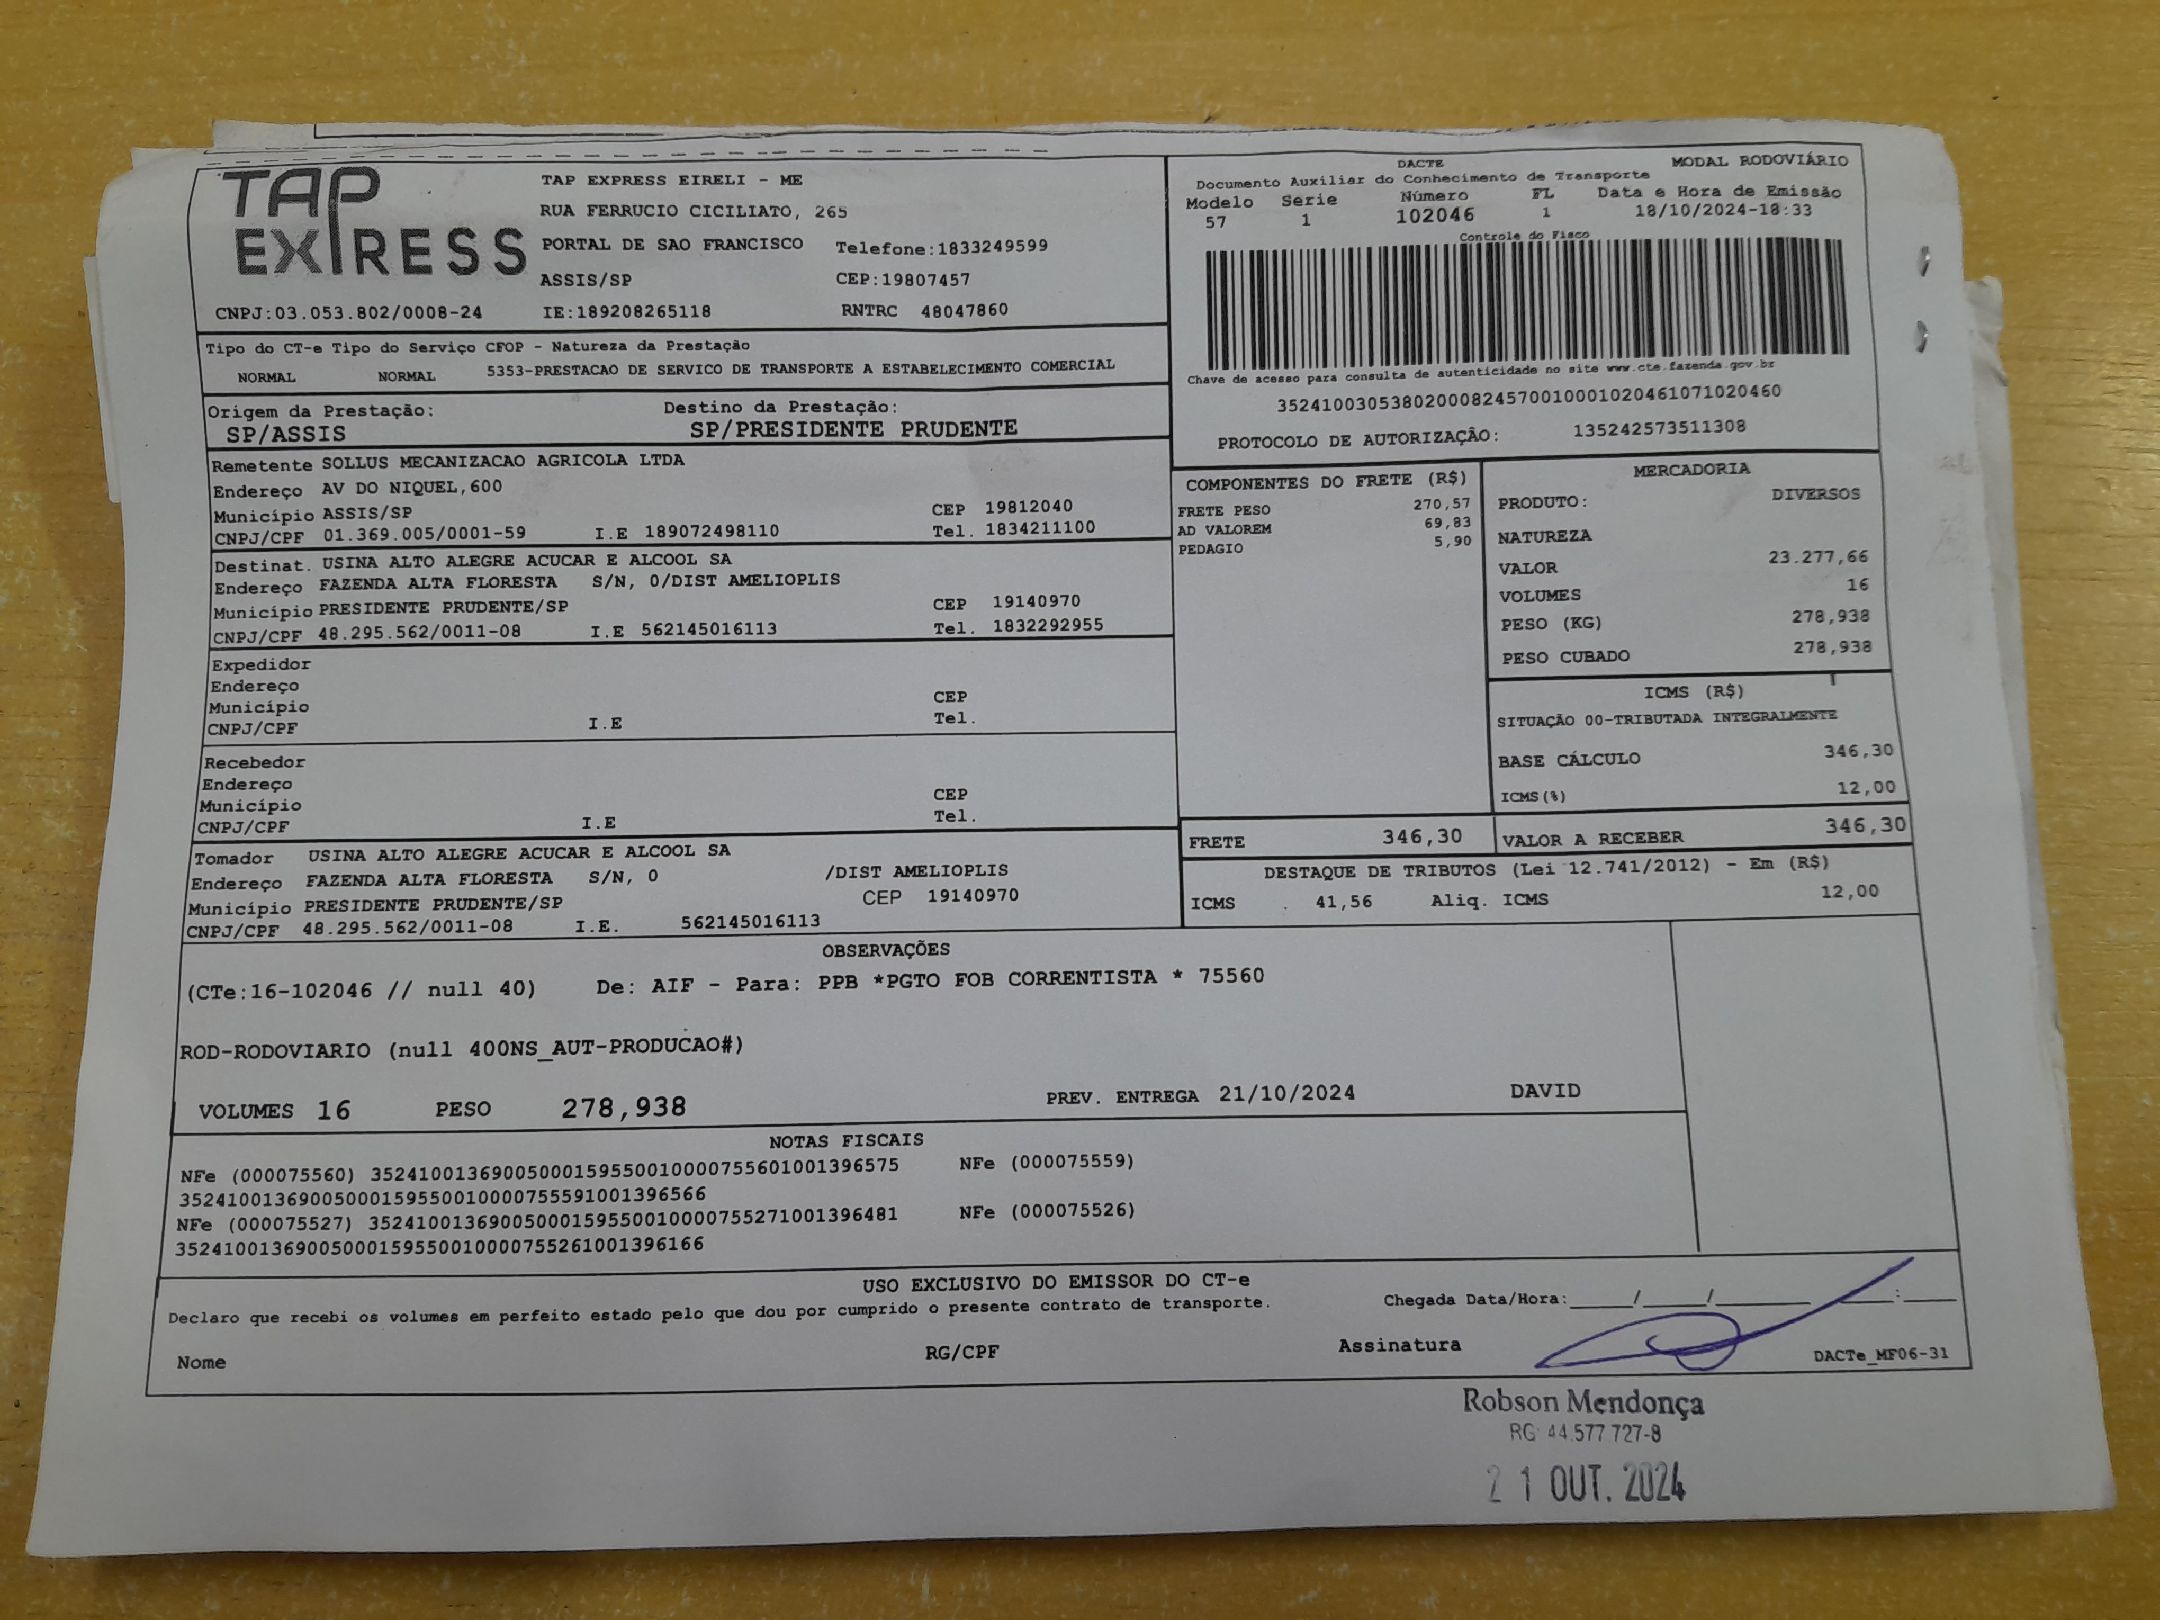 TAP
EXPRESS
TAP EXPRESS EIRELI - ME
RUA FERRUCIO CICILIATO, 265
PORTAL DE SAO FRANCISCO Telefone:1833249599
ASSIS/SP CEP:19807457
CNPJ:03.053.802/0008-24 IE:189208265118 RNTRC 48047860
DACTE MODAL RODOVIÁRIO
Documento Auxiliar do Conhecimento de Transporte
Modelo Serie Número FL Data e Hora de Emissão
57 1 102046 1 18/10/2024-18:33
Controle do Fisco
Chave de acesso para consulta de autenticidade no site www.cte.fazenda.gov.br
35241003053802000824570010001020461071020460
PROTOCOLO DE AUTORIZAÇÃO: 135242573511308
Tipo do CT-e Tipo do Serviço CFOP - Natureza da Prestação
NORMAL NORMAL 5353-PRESTACAO DE SERVICO DE TRANSPORTE A ESTABELECIMENTO COMERCIAL
Origem da Prestação: Destino da Prestação:
SP/ASSIS SP/PRESIDENTE PRUDENTE
Remetente SOLLUS MECANIZACAO AGRICOLA LTDA
Endereço AV DO NIQUEL,600
Município ASSIS/SP CEP 19812040
CNPJ/CPF 01.369.005/0001-59 I.E 189072498110 Tel. 1834211100
Destinat. USINA ALTO ALEGRE ACUCAR E ALCOOL SA
Endereço FAZENDA ALTA FLORESTA S/N, 0/DIST AMELIOPLIS
Município PRESIDENTE PRUDENTE/SP CEP 19140970
CNPJ/CPF 48.295.562/0011-08 I.E 562145016113 Tel. 1832292955
Expedidor
Endereço
Município CEP
CNPJ/CPF I.E Tel.
Recebedor
Endereço
Município CEP
CNPJ/CPF I.E Tel.
Tomador USINA ALTO ALEGRE ACUCAR E ALCOOL SA
Endereço FAZENDA ALTA FLORESTA S/N, 0 /DIST AMELIOPLIS
Município PRESIDENTE PRUDENTE/SP CEP 19140970
CNPJ/CPF 48.295.562/0011-08 I.E. 562145016113
COMPONENTES DO FRETE (R$)
FRETE PESO 270,57
AD VALOREM 69,83
PEDAGIO 5,90
MERCADORIA
PRODUTO: DIVERSOS
NATUREZA
VALOR 23.277,66
VOLUMES 16
PESO (KG) 278,938
PESO CUBADO 278,938
ICMS (R$)
SITUAÇÃO 00-TRIBUTADA INTEGRALMENTE
BASE CÁLCULO 346,30
ICMS(%) 12,00
FRETE 346,30 VALOR A RECEBER 346,30
DESTAQUE DE TRIBUTOS (Lei 12.741/2012) - Em (R$)
ICMS . 41,56 Aliq. ICMS 12,00
OBSERVAÇÕES
(CTe:16-102046 // null 40) De: AIF - Para: PPB *PGTO FOB CORRENTISTA * 75560
ROD-RODOVIARIO (null 400NS_AUT-PRODUCAO#)
VOLUMES 16 PESO 278,938 PREV. ENTREGA 21/10/2024 DAVID
NOTAS FISCAIS
NFe (000075560) 35241001369005000159550010000755601001396575 NFe (000075559)
35241001369005000159550010000755591001396566
NFe (000075527) 35241001369005000159550010000755271001396481 NFe (000075526)
35241001369005000159550010000755261001396166
USO EXCLUSIVO DO EMISSOR DO CT-e
Declaro que recebi os volumes em perfeito estado pelo que dou por cumprido o presente contrato de transporte. Chegada Data/Hora:____/____/______ ____:____
Nome RG/CPF Assinatura DACTe_MF06-31
Robson Mendonça
RG: 44.577.727-8
21 OUT. 2024